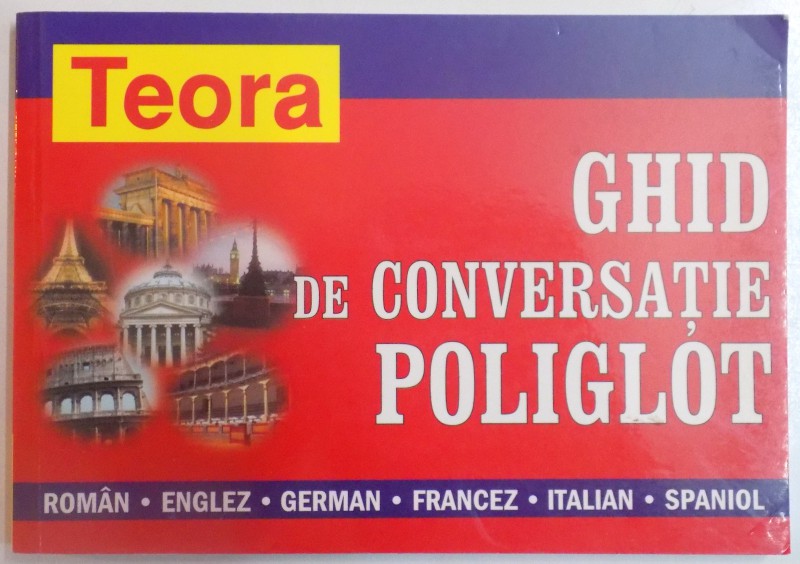 Teora
GHID
DE CONVERSAȚIE
POLIGLOT
ROMÂN • ENGLEZ • GERMAN • FRANCEZ • ITALIAN • SPANIOL